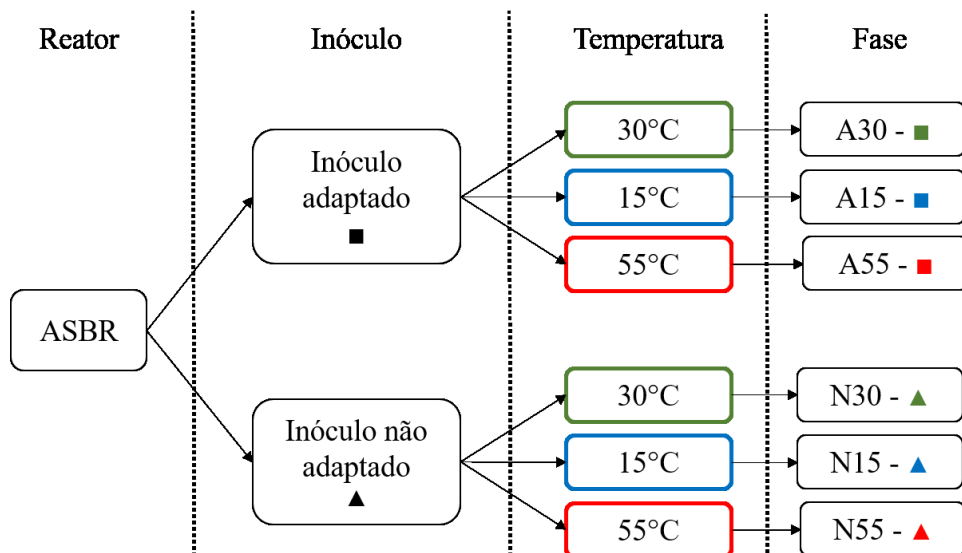 Reator
Inóculo
Temperatura
Fase
ASBR
Inóculo
adaptado
■
30°C
A30 - ■
15°C
A15 - ■
55°C
A55 - ■
Inóculo não
adaptado
▲
30°C
N30 - ▲
15°C
N15 - ▲
55°C
N55 - ▲